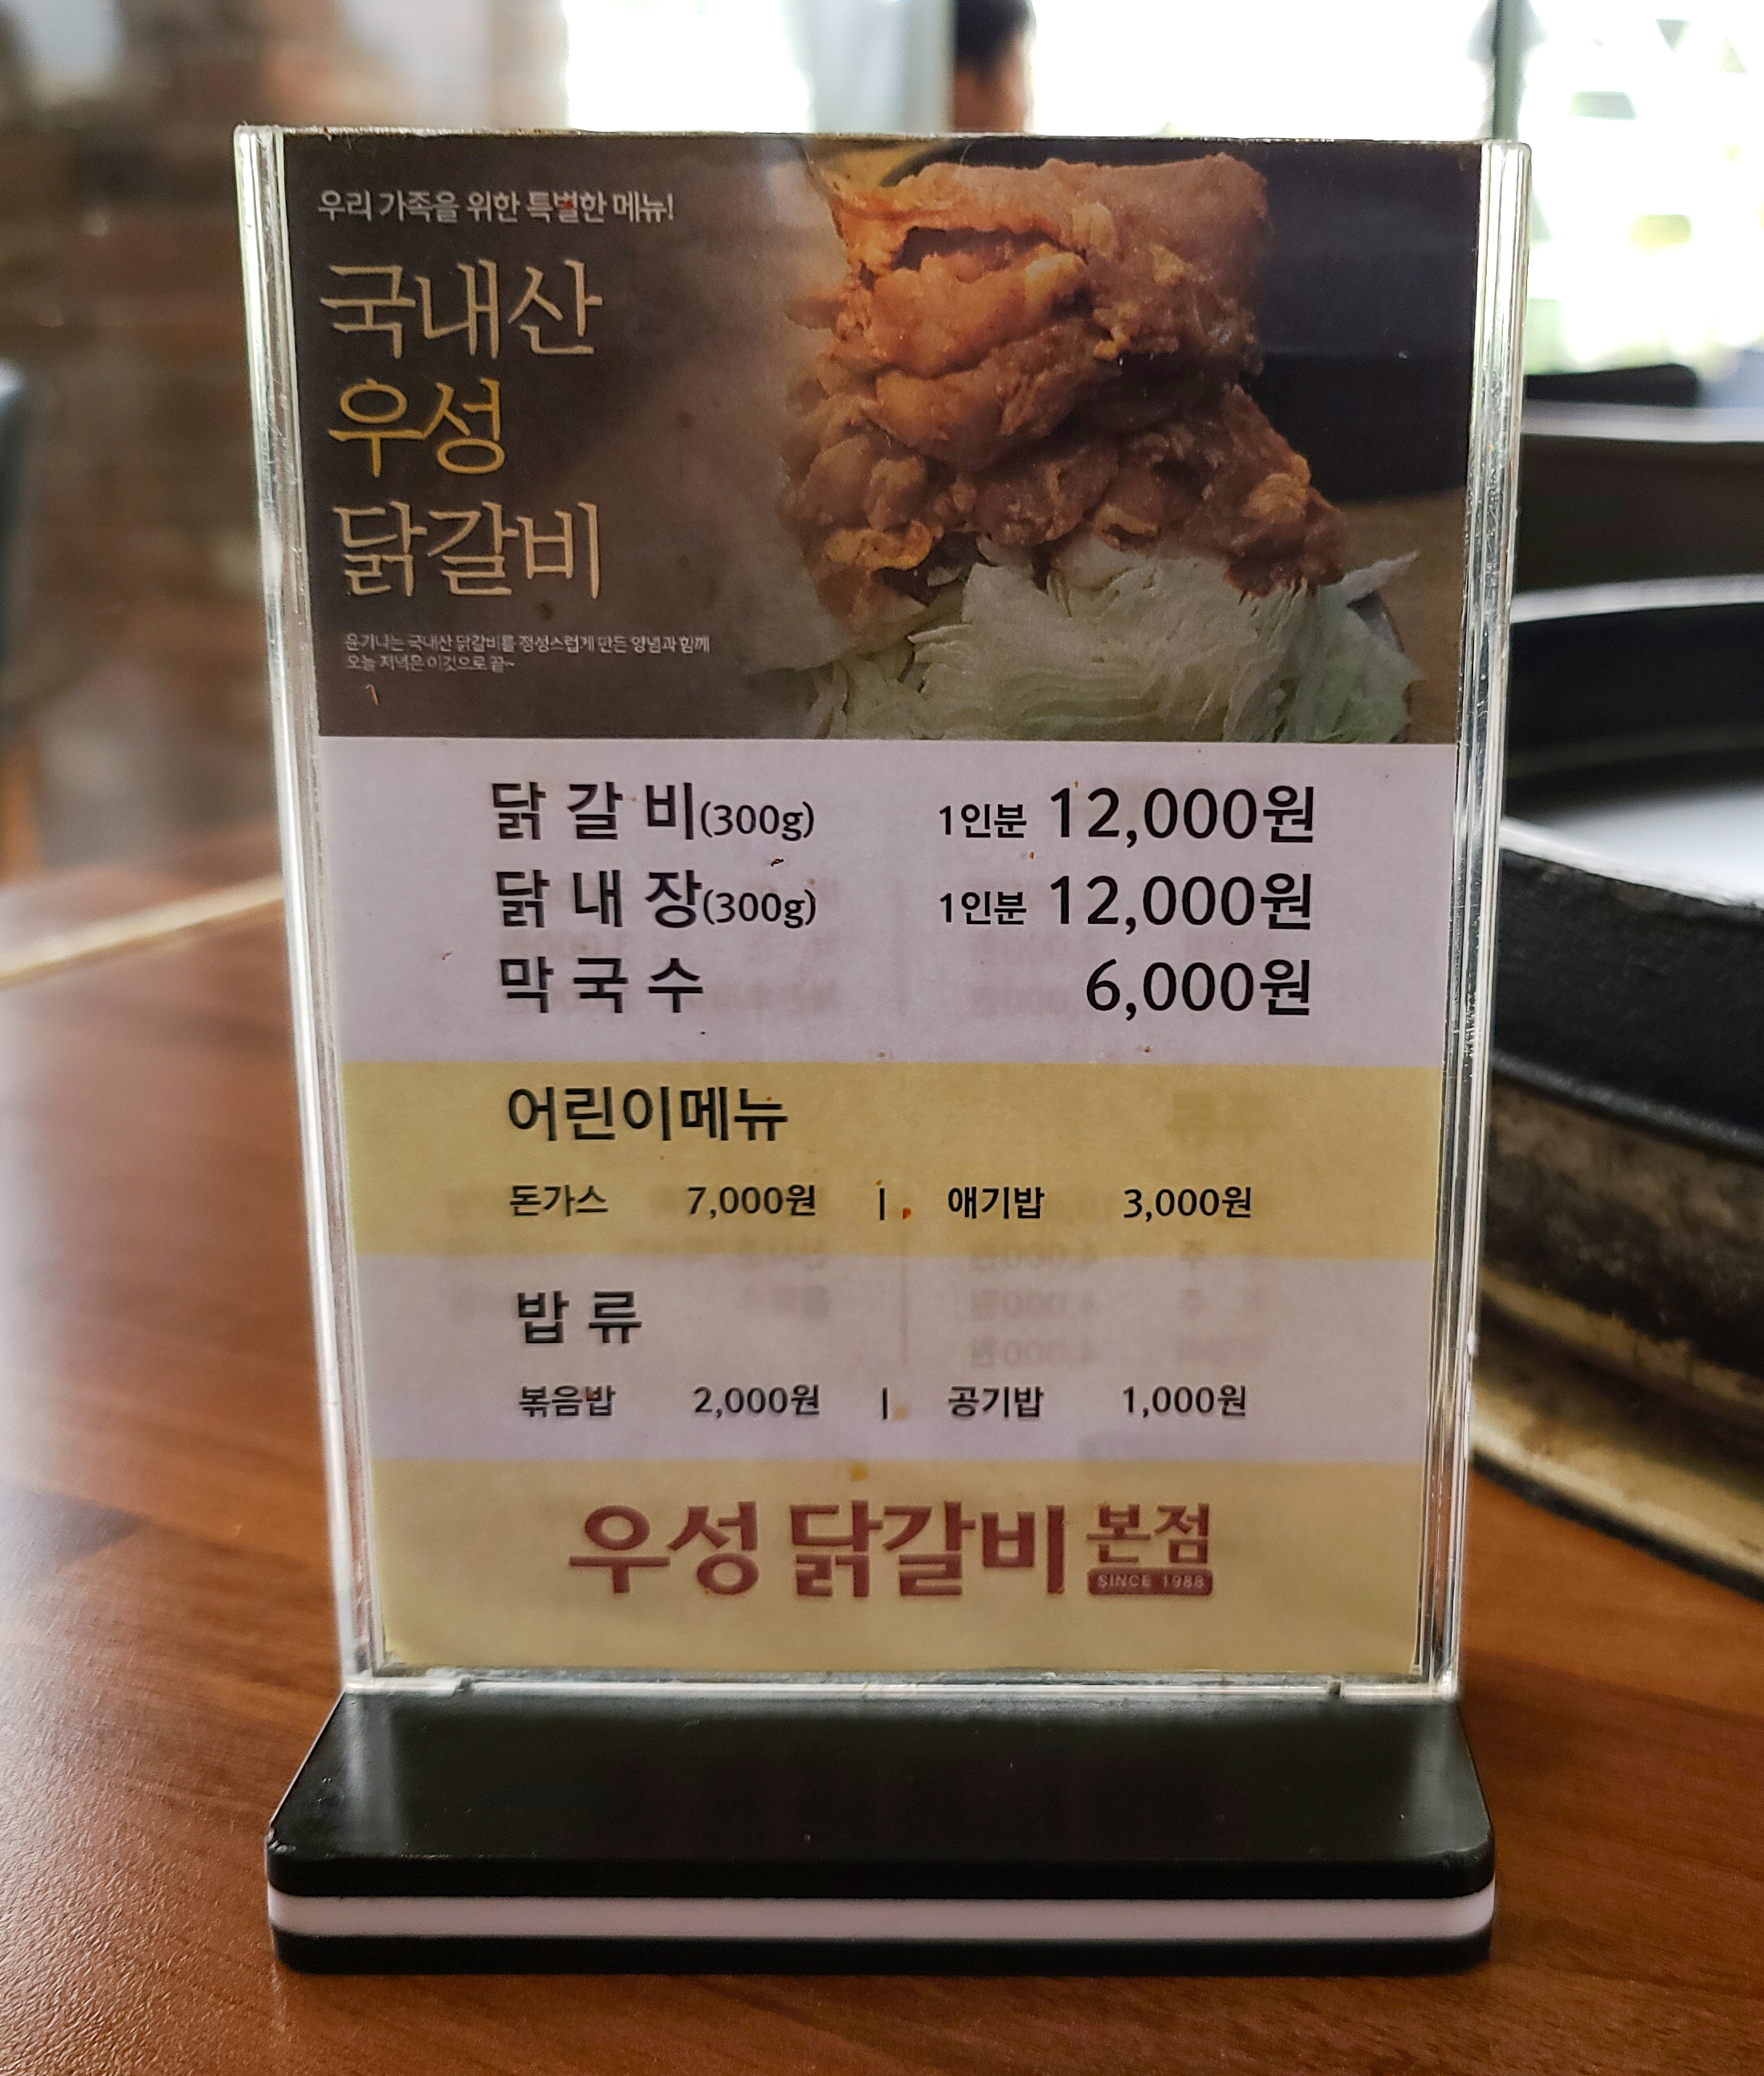 우리 가족을 위한 특별한 메뉴!
국내산
우성
닭갈비
윤기나는 국내산 닭갈비를 정성스럽게 만든 양념과 함께
오늘 저녁은 이것으로 끝~
닭 갈 비(300g) 1인분 12,000원
닭 내 장(300g) 1인분 12,000원
막 국 수 6,000원
어린이메뉴
돈가스 7,000원 | 애기밥 3,000원
밥 류
볶음밥 2,000원 | 공기밥 1,000원
우성 닭갈비 본점
SINCE 1988